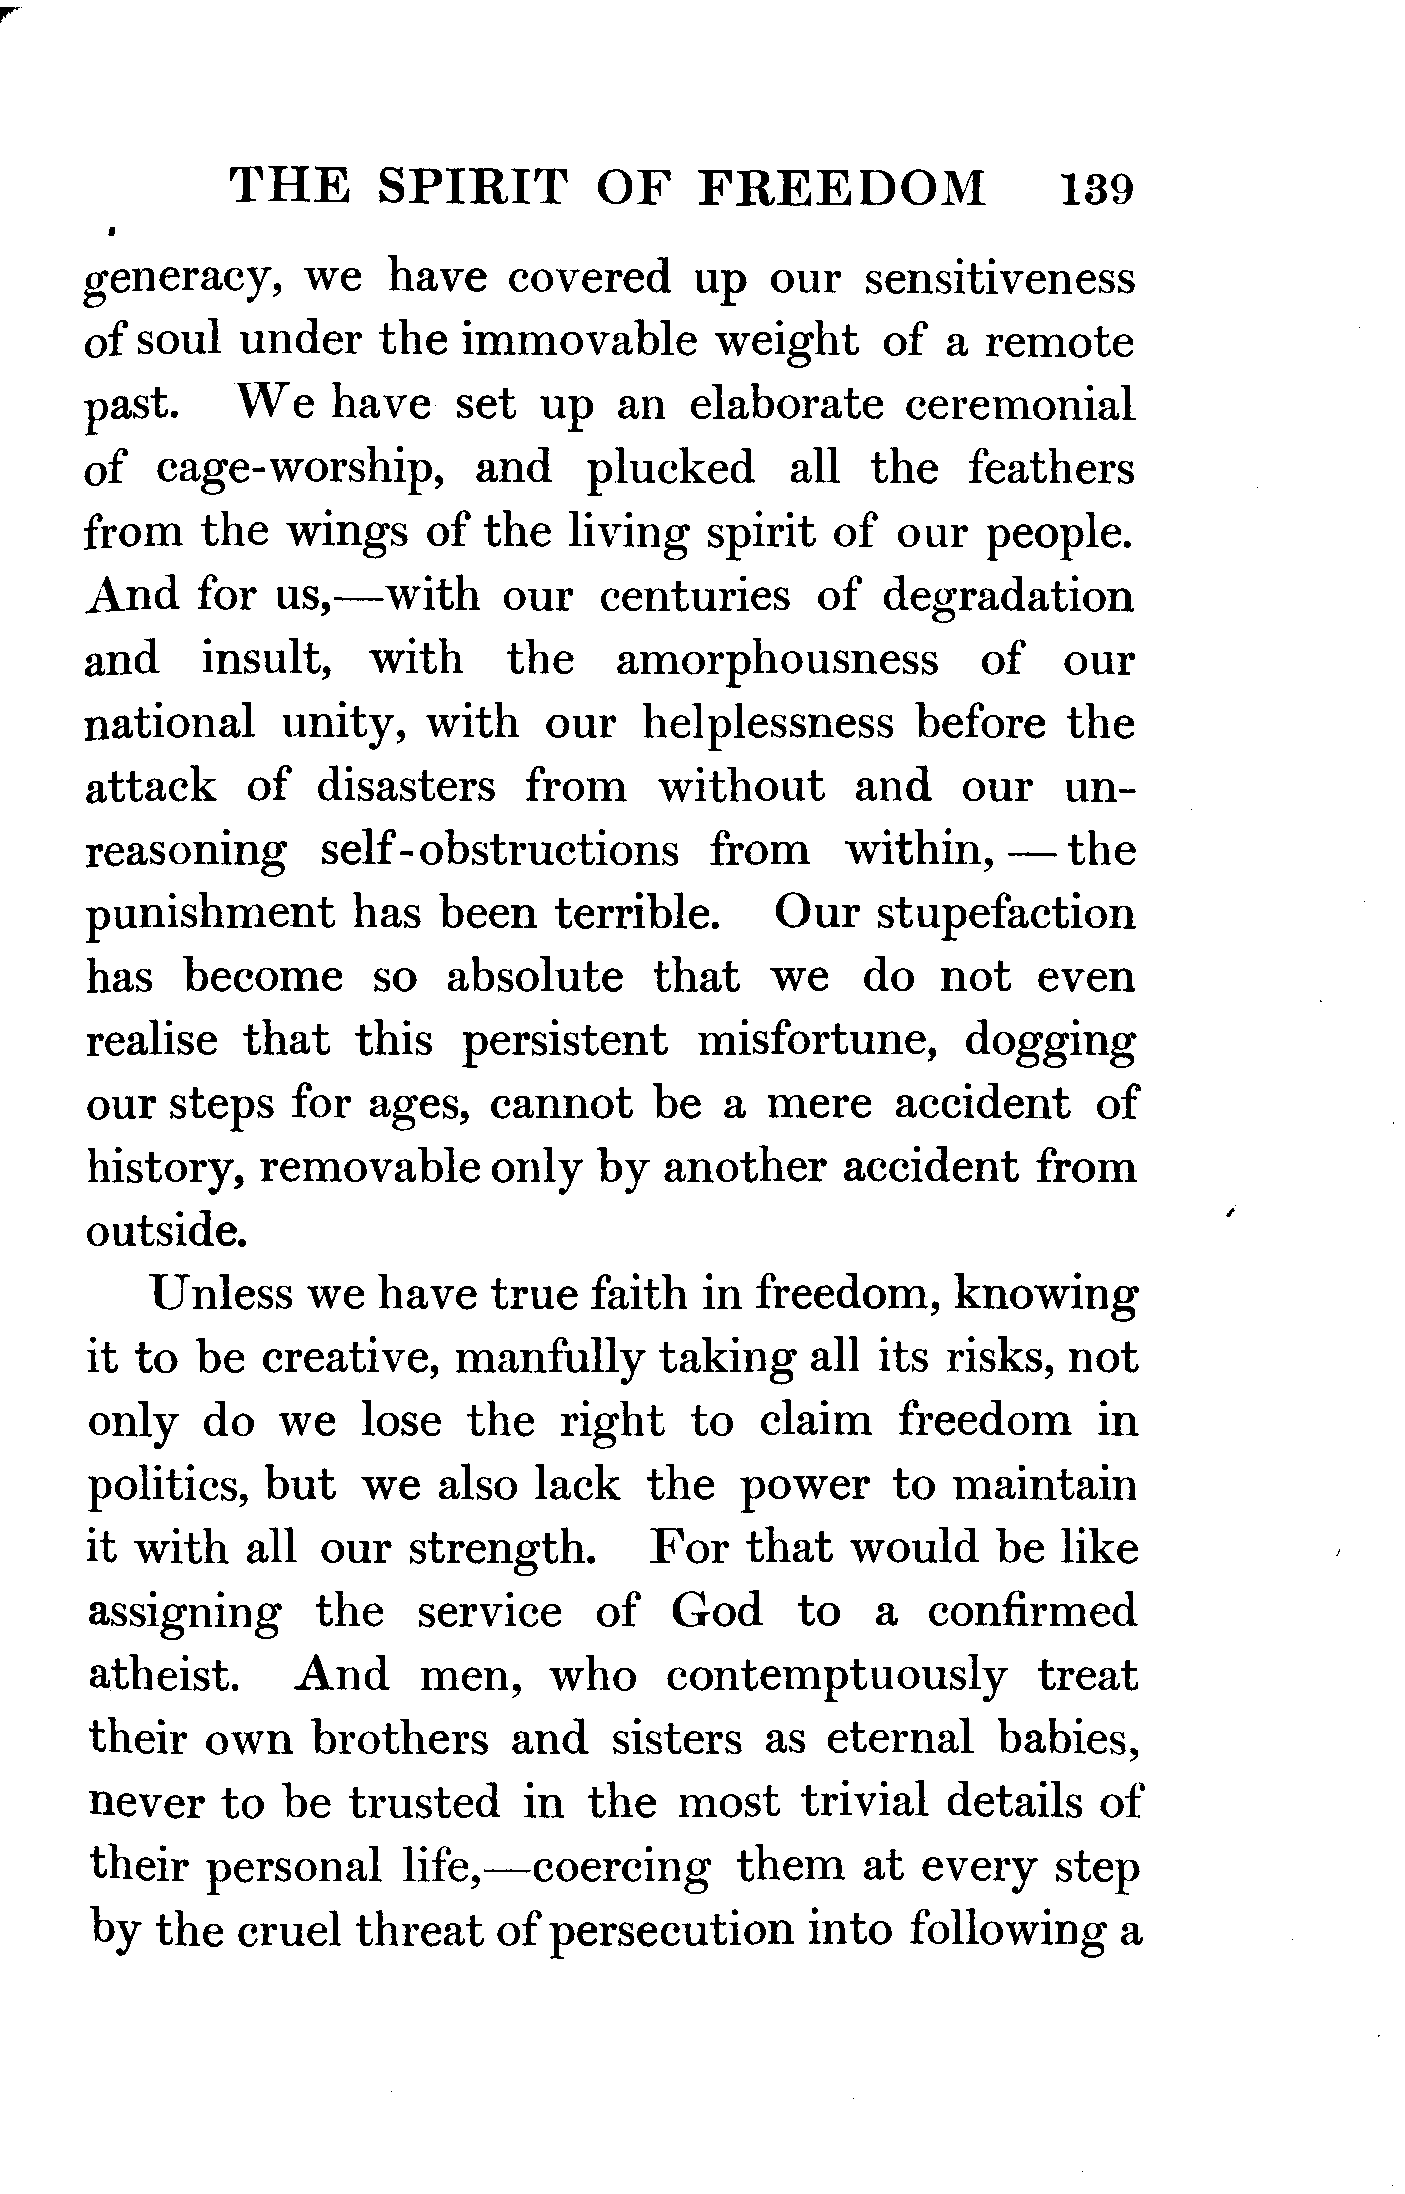 THE SPIRIT OF FREEDOM 139
generacy, we have covered up our sensitiveness
of soul under the immovable weight of a remote
past. We have set up an elaborate ceremonial
of cage-worship, and plucked all the feathers
from the wings of the living spirit of our people.
And for us,—with our centuries of degradation
and insult, with the amorphousness of our
national unity, with our helplessness before the
attack of disasters from without and our un-
reasoning self-obstructions from within, — the
punishment has been terrible. Our stupefaction
has become so absolute that we do not even
realise that this persistent misfortune, dogging
our steps for ages, cannot be a mere accident of
history, removable only by another accident from
outside.
Unless we have true faith in freedom, knowing
it to be creative, manfully taking all its risks, not
only do we lose the right to claim freedom in
politics, but we also lack the power to maintain
it with all our strength. For that would be like
assigning the service of God to a confirmed
atheist. And men, who contemptuously treat
their own brothers and sisters as eternal babies,
never to be trusted in the most trivial details of
their personal life,—coercing them at every step
by the cruel threat of persecution into following a